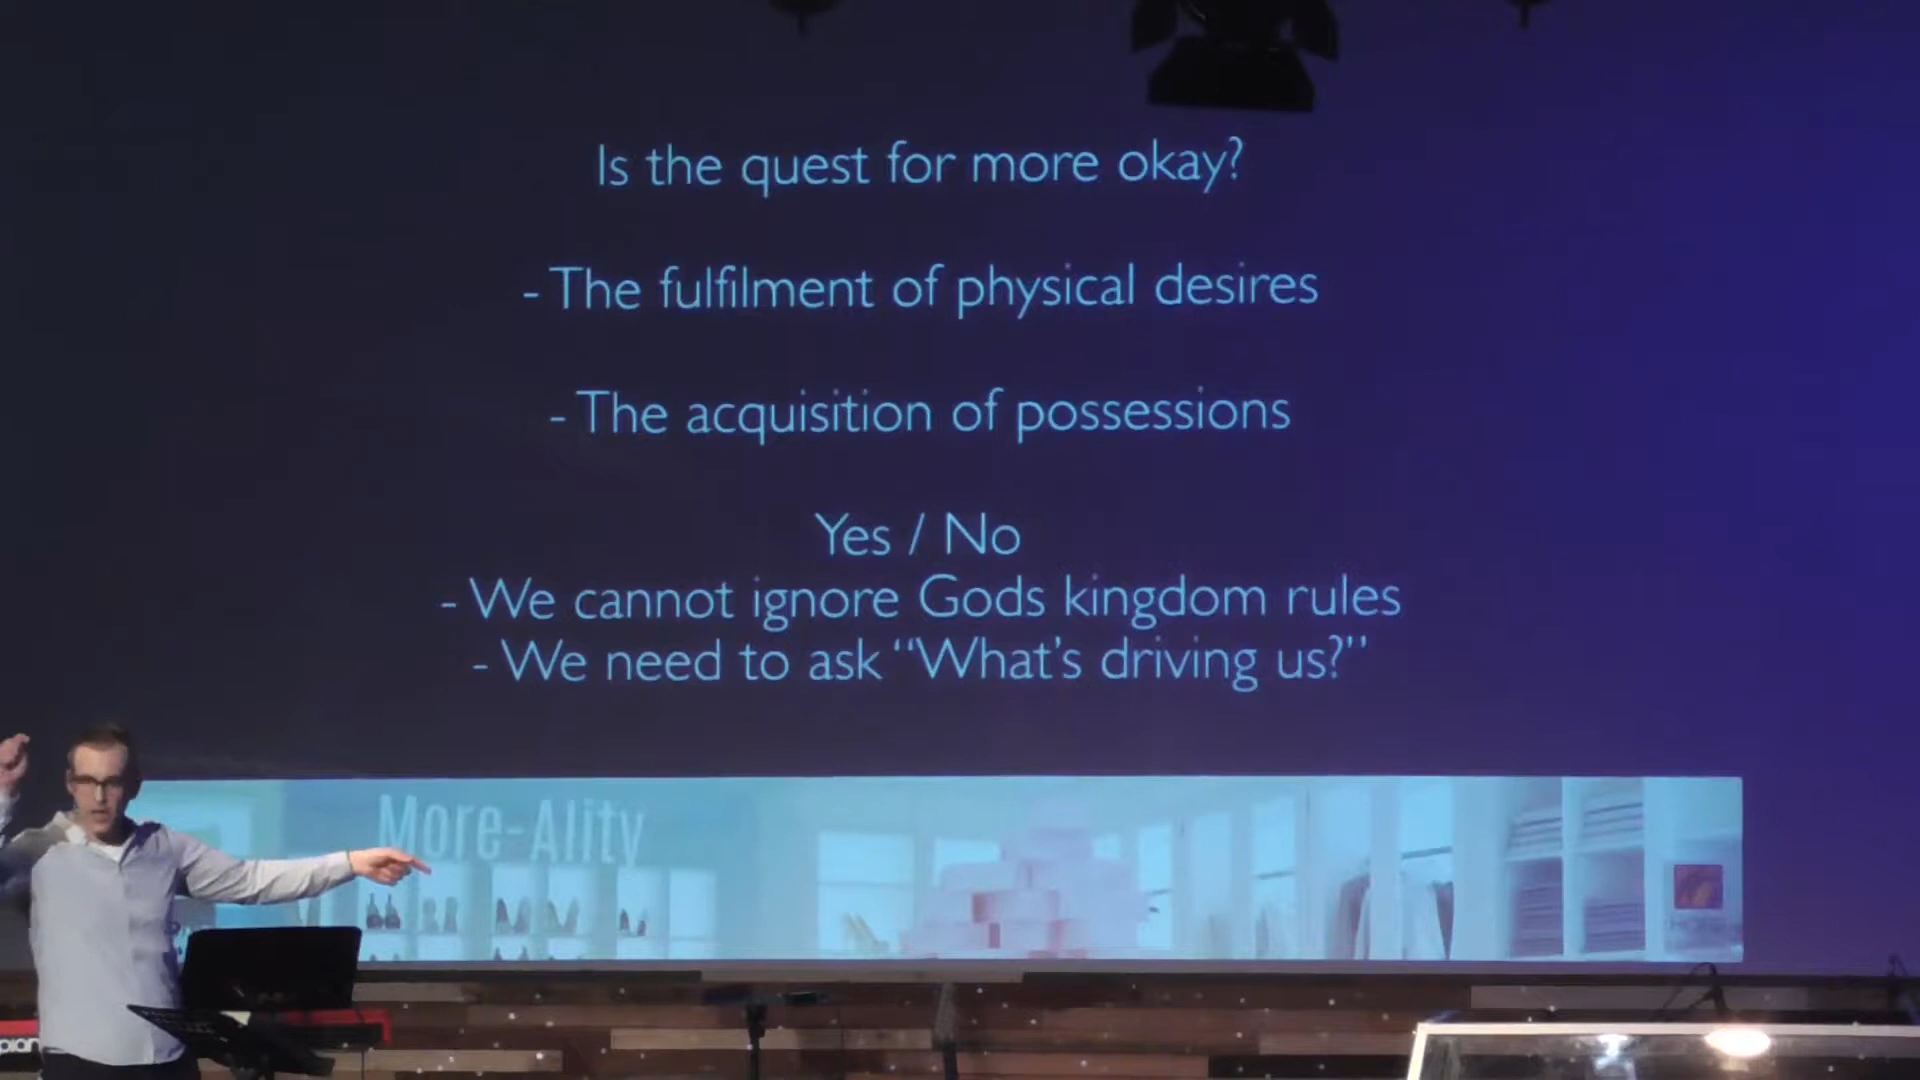 Is the quest for more okay?
- The fulfilment of physical desires
- The acquisition of possessions
Yes / No
- We cannot ignore Gods kingdom rules
- We need to ask “What’s driving us?”
More-Ality